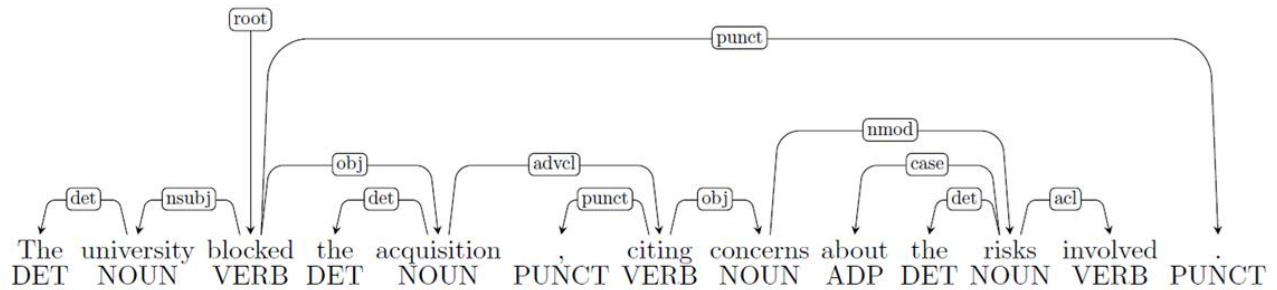 root
punct
nmod
obj advcl case
det nsubj det punct obj det acl
The university blocked the acquisition , citing concerns about the risks involved .
DET NOUN VERB DET NOUN PUNCT VERB NOUN ADP DET NOUN VERB PUNCT